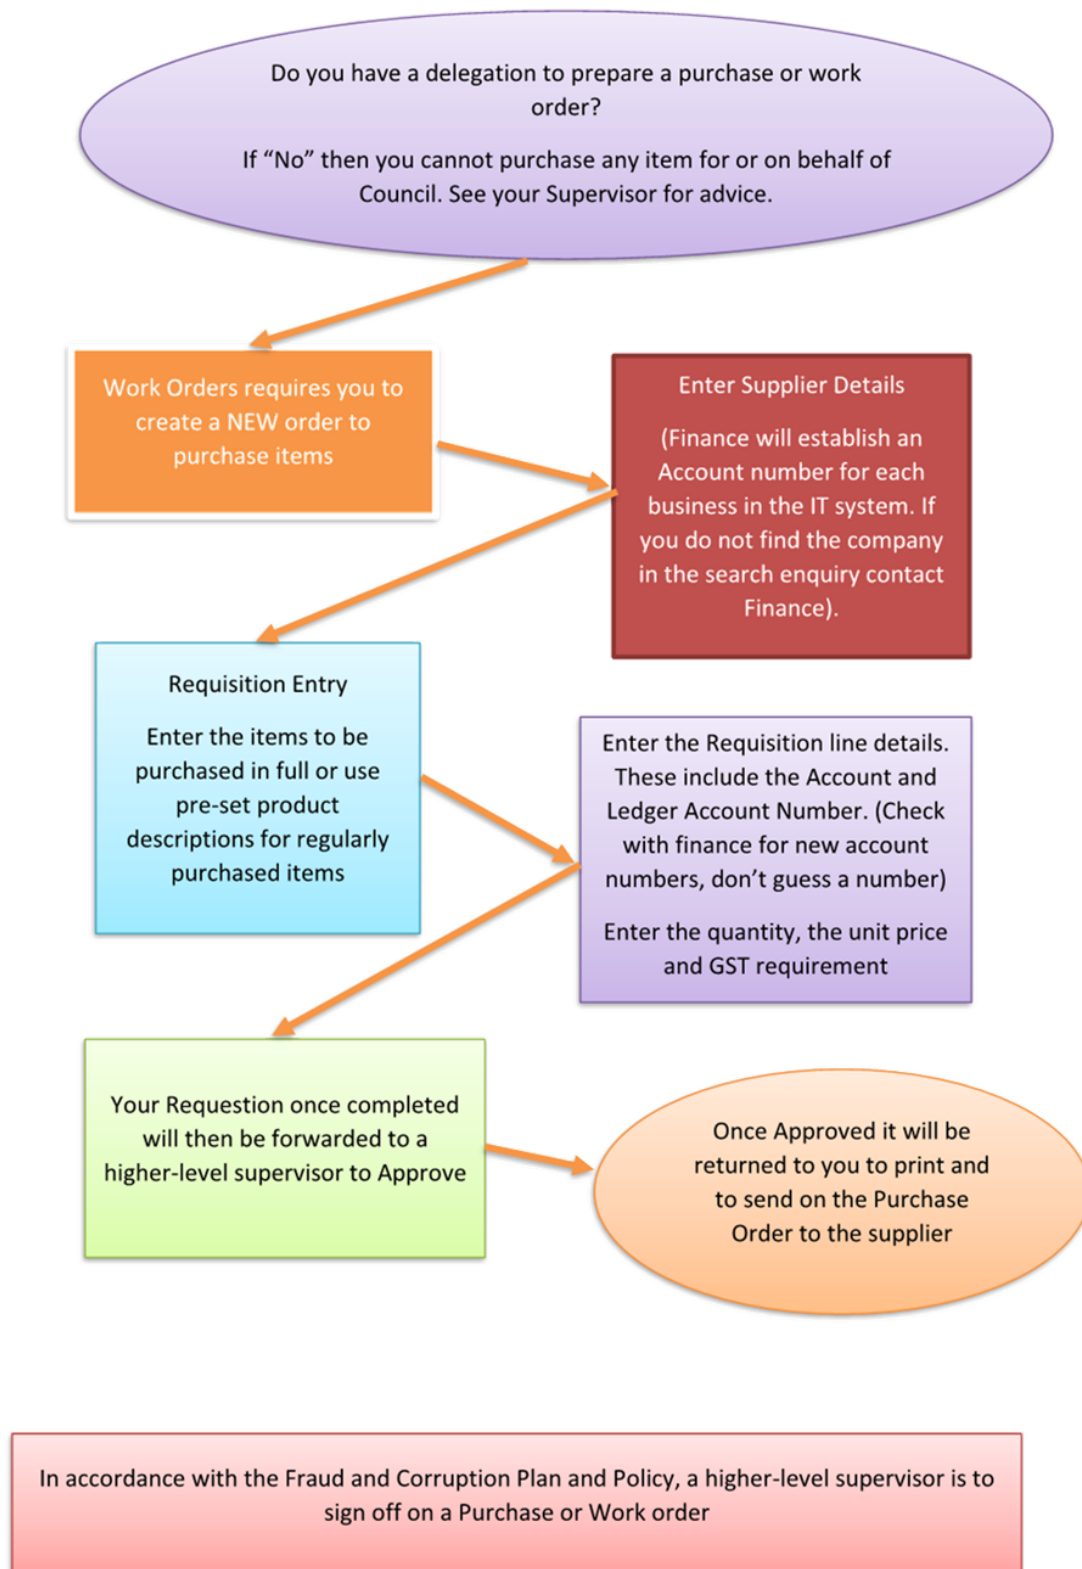 Do you have a delegation to prepare a purchase or work
order?
If “No” then you cannot purchase any item for or on behalf of
Council. See your Supervisor for advice.
Work Orders requires you to
create a NEW order to
purchase items
Enter Supplier Details
(Finance will establish an
Account number for each
business in the IT system. If
you do not find the company
in the search enquiry contact
Finance).
Requisition Entry
Enter the items to be
purchased in full or use
pre-set product
descriptions for regularly
purchased items
Enter the Requisition line details.
These include the Account and
Ledger Account Number. (Check
with finance for new account
numbers, don’t guess a number)
Enter the quantity, the unit price
and GST requirement
Your Requestion once completed
will then be forwarded to a
higher-level supervisor to Approve
Once Approved it will be
returned to you to print and
to send on the Purchase
Order to the supplier
In accordance with the Fraud and Corruption Plan and Policy, a higher-level supervisor is to
sign off on a Purchase or Work order